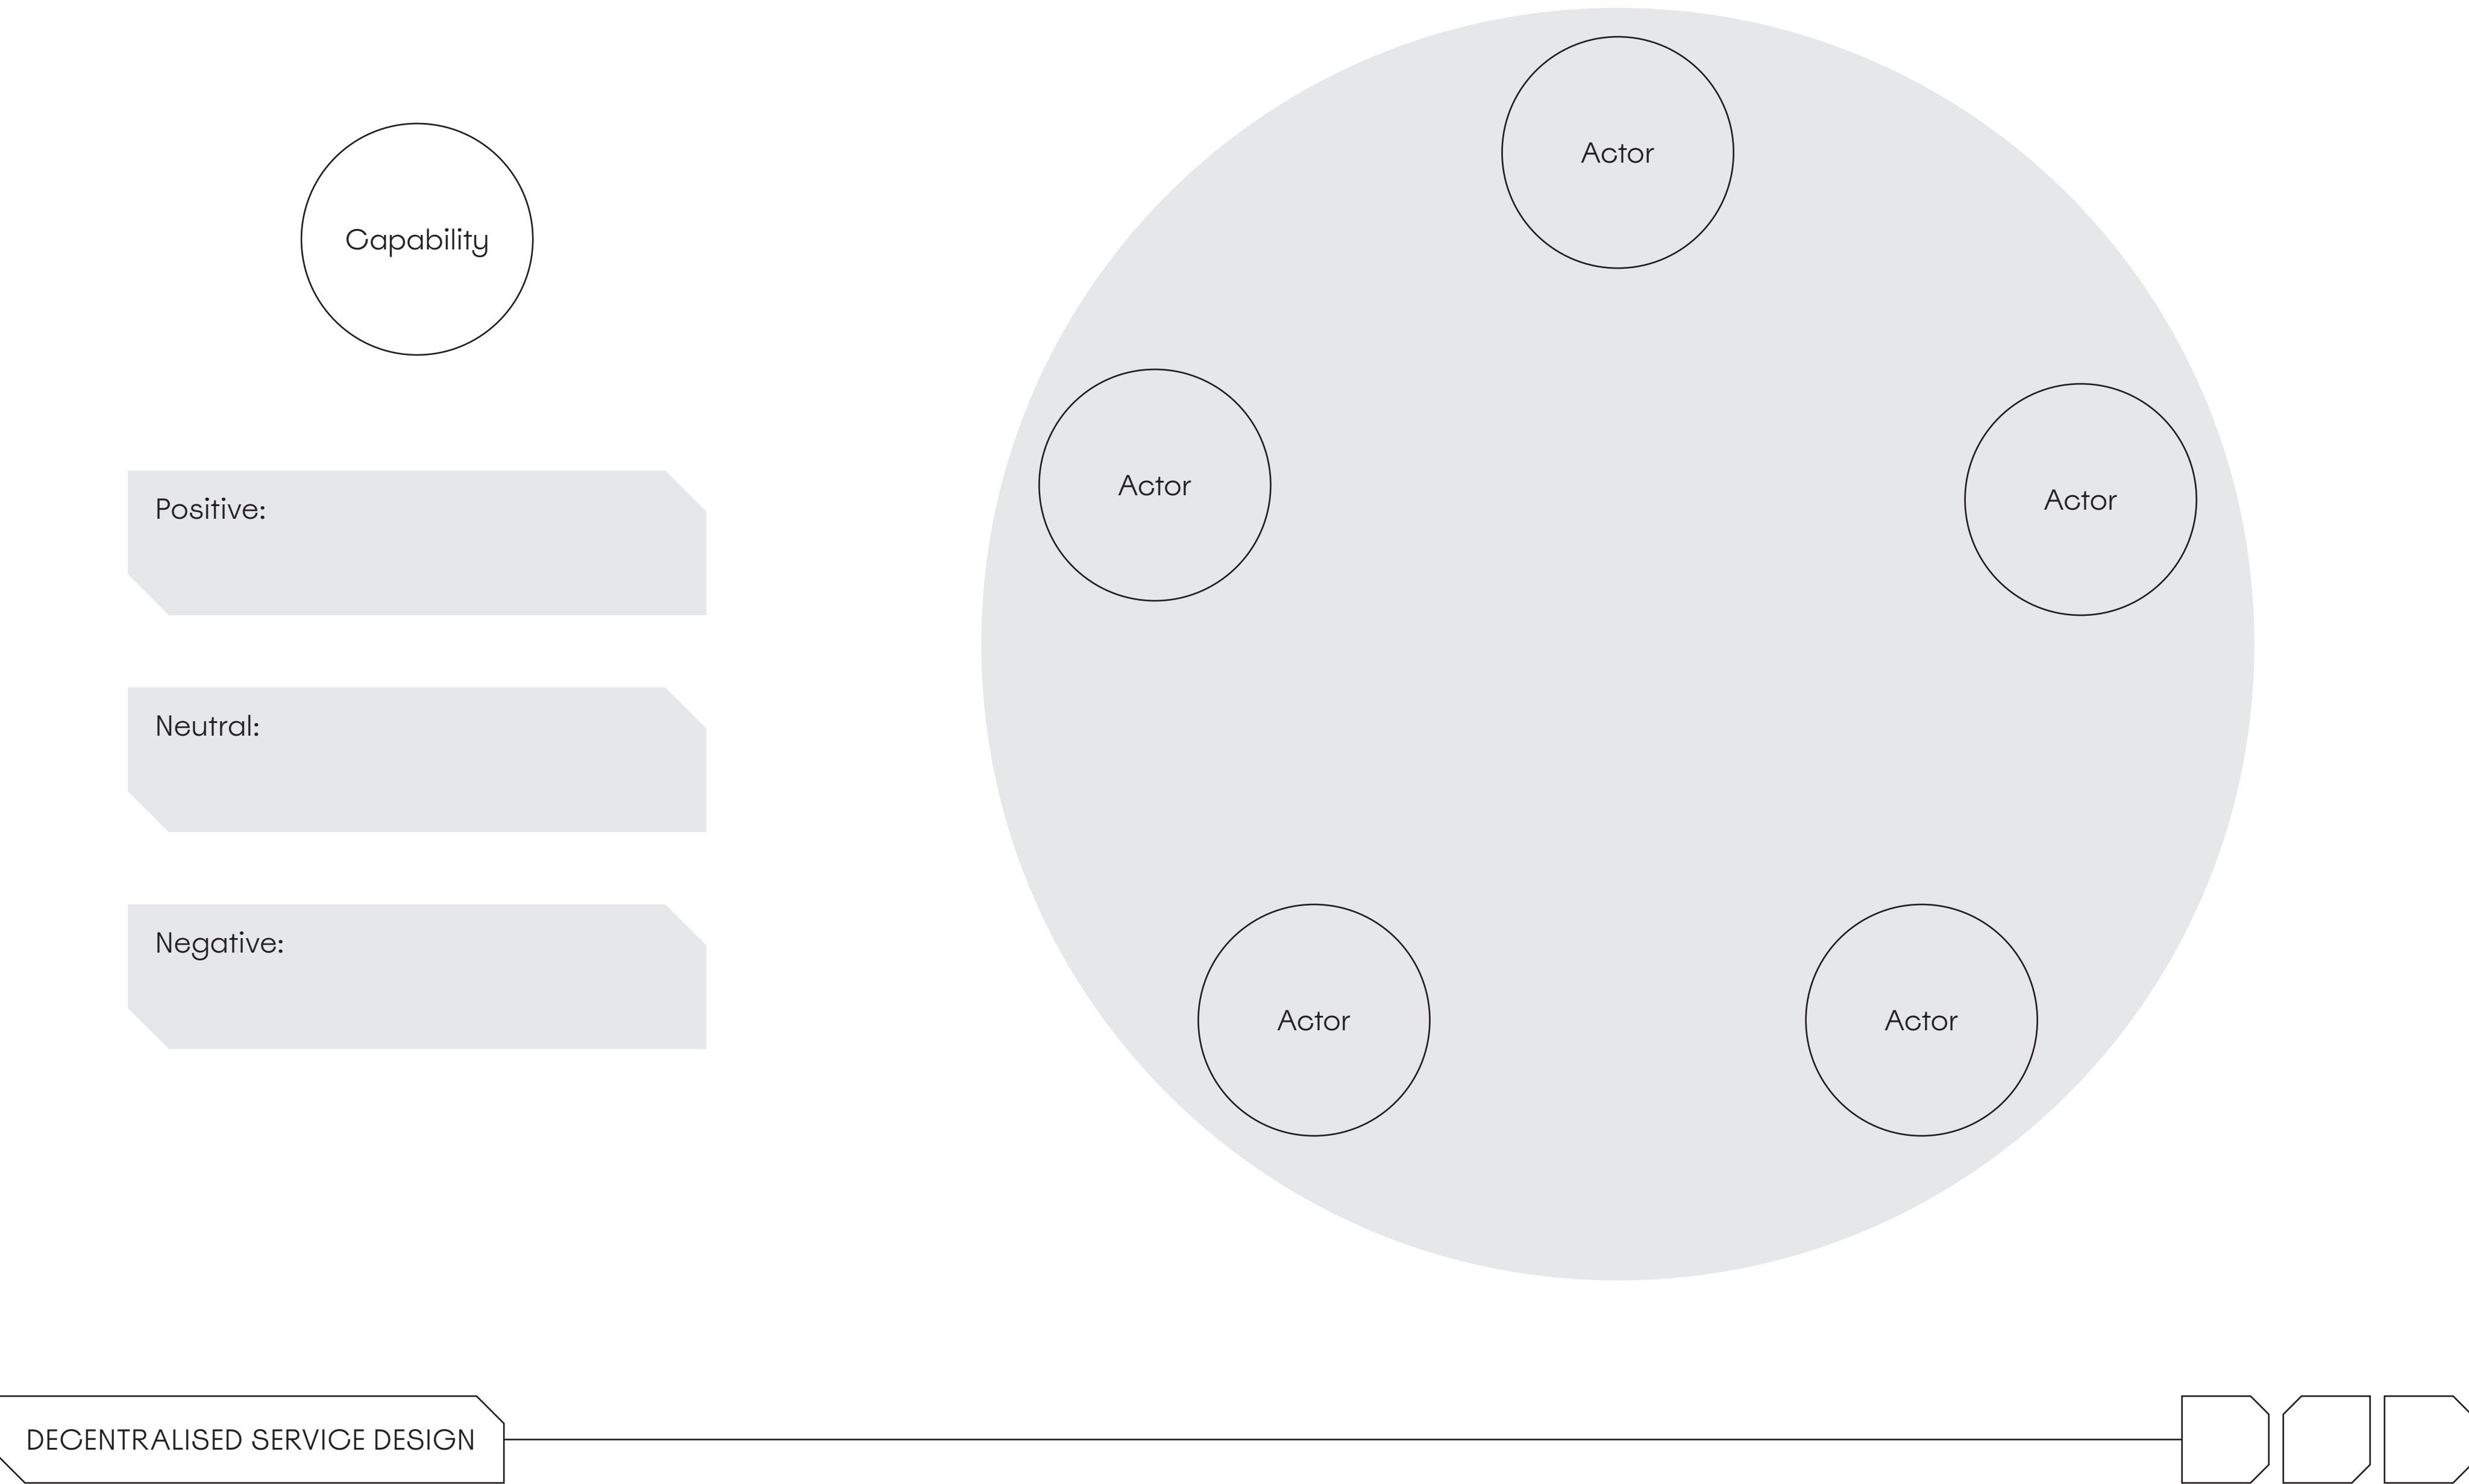 Capability
Positive:
Neutral:
Negative:
Actor
Actor
Actor
Actor
Actor
DECENTRALISED SERVICE DESIGN